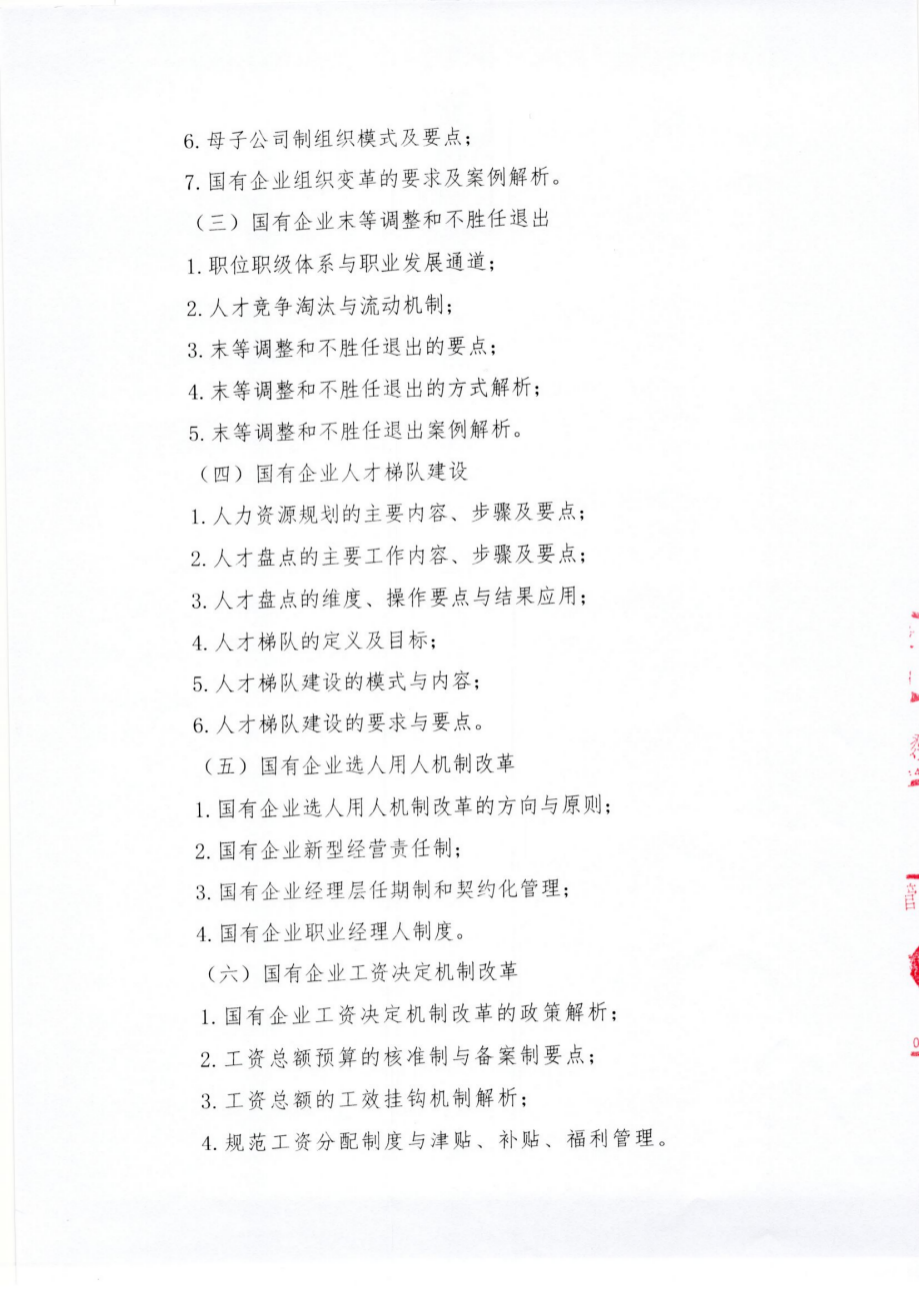 6.母子公司制组织模式及要点；
7.国有企业组织变革的要求及案例解析。
（三）国有企业末等调整和不胜任退出
1.职位职级体系与职业发展通道；
2.人才竞争淘汰与流动机制；
3.末等调整和不胜任退出的要点；
4.末等调整和不胜任退出的方式解析；
5.末等调整和不胜任退出案例解析。
（四）国有企业人才梯队建设
1.人力资源规划的主要内容、步骤及要点；
2.人才盘点的主要工作内容、步骤及要点；
3.人才盘点的维度、操作要点与结果应用；
4.人才梯队的定义及目标；
5.人才梯队建设的模式与内容；
6.人才梯队建设的要求与要点。
（五）国有企业选人用人机制改革
1.国有企业选人用人机制改革的方向与原则；
2.国有企业新型经营责任制；
3.国有企业经理层任期制和契约化管理；
4.国有企业职业经理人制度。
（六）国有企业工资决定机制改革
1.国有企业工资决定机制改革的政策解析；
2.工资总额预算的核准制与备案制要点；
3.工资总额的工效挂钩机制解析；
4.规范工资分配制度与津贴、补贴、福利管理。